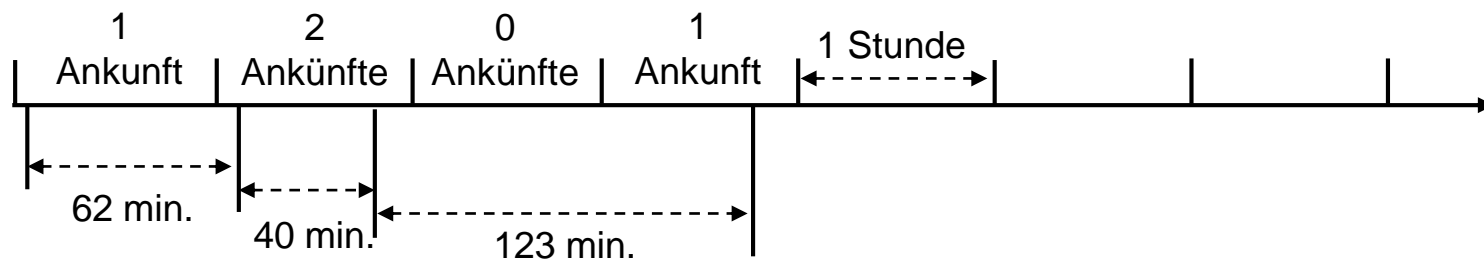 1
Ankunft
2
Ankünfte
0
Ankünfte
1
Ankunft
1 Stunde
62 min.
40 min.
123 min.